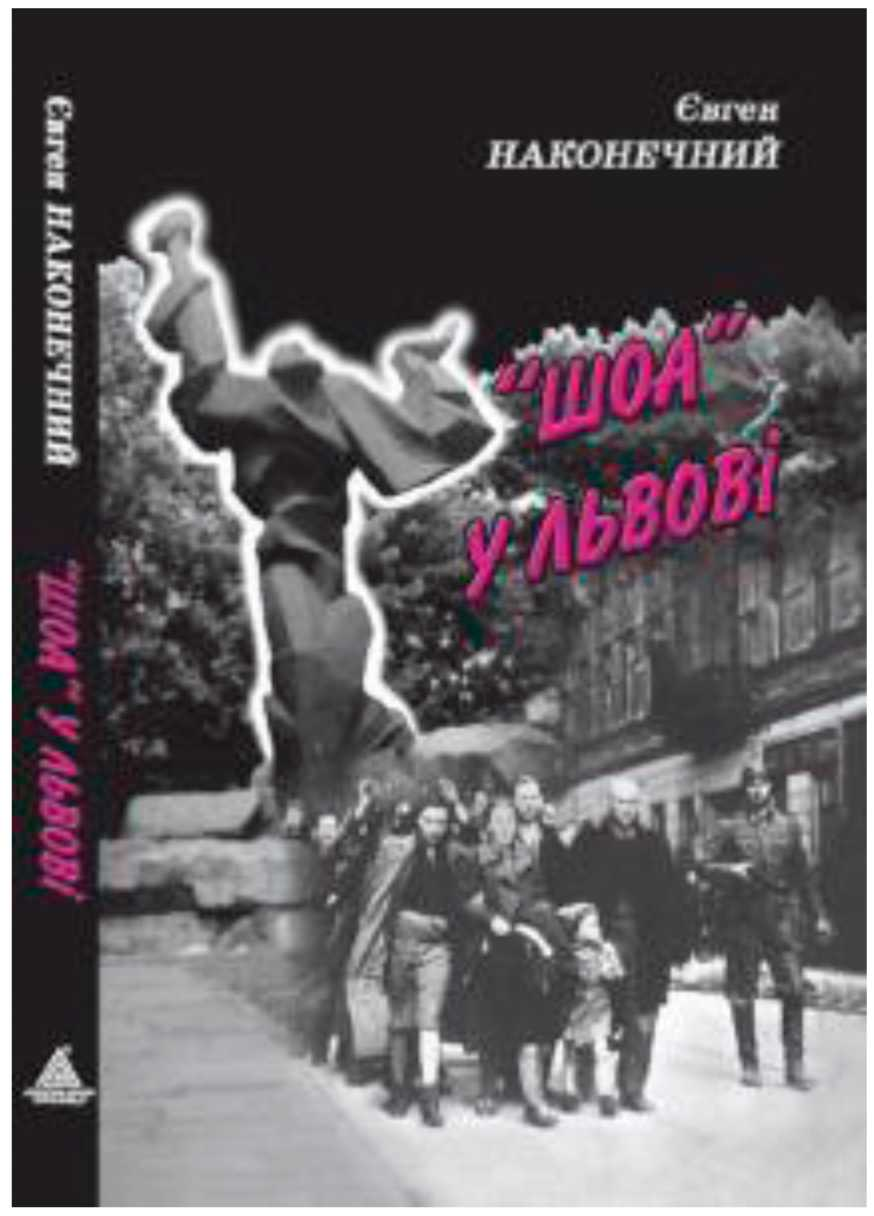 Євген
НАКОНЕЧНИЙ
“ШОА”
У ЛЬВОВІ
Євген НАКОНЕЧНИЙ
“ШОА” У ЛЬВОВІ